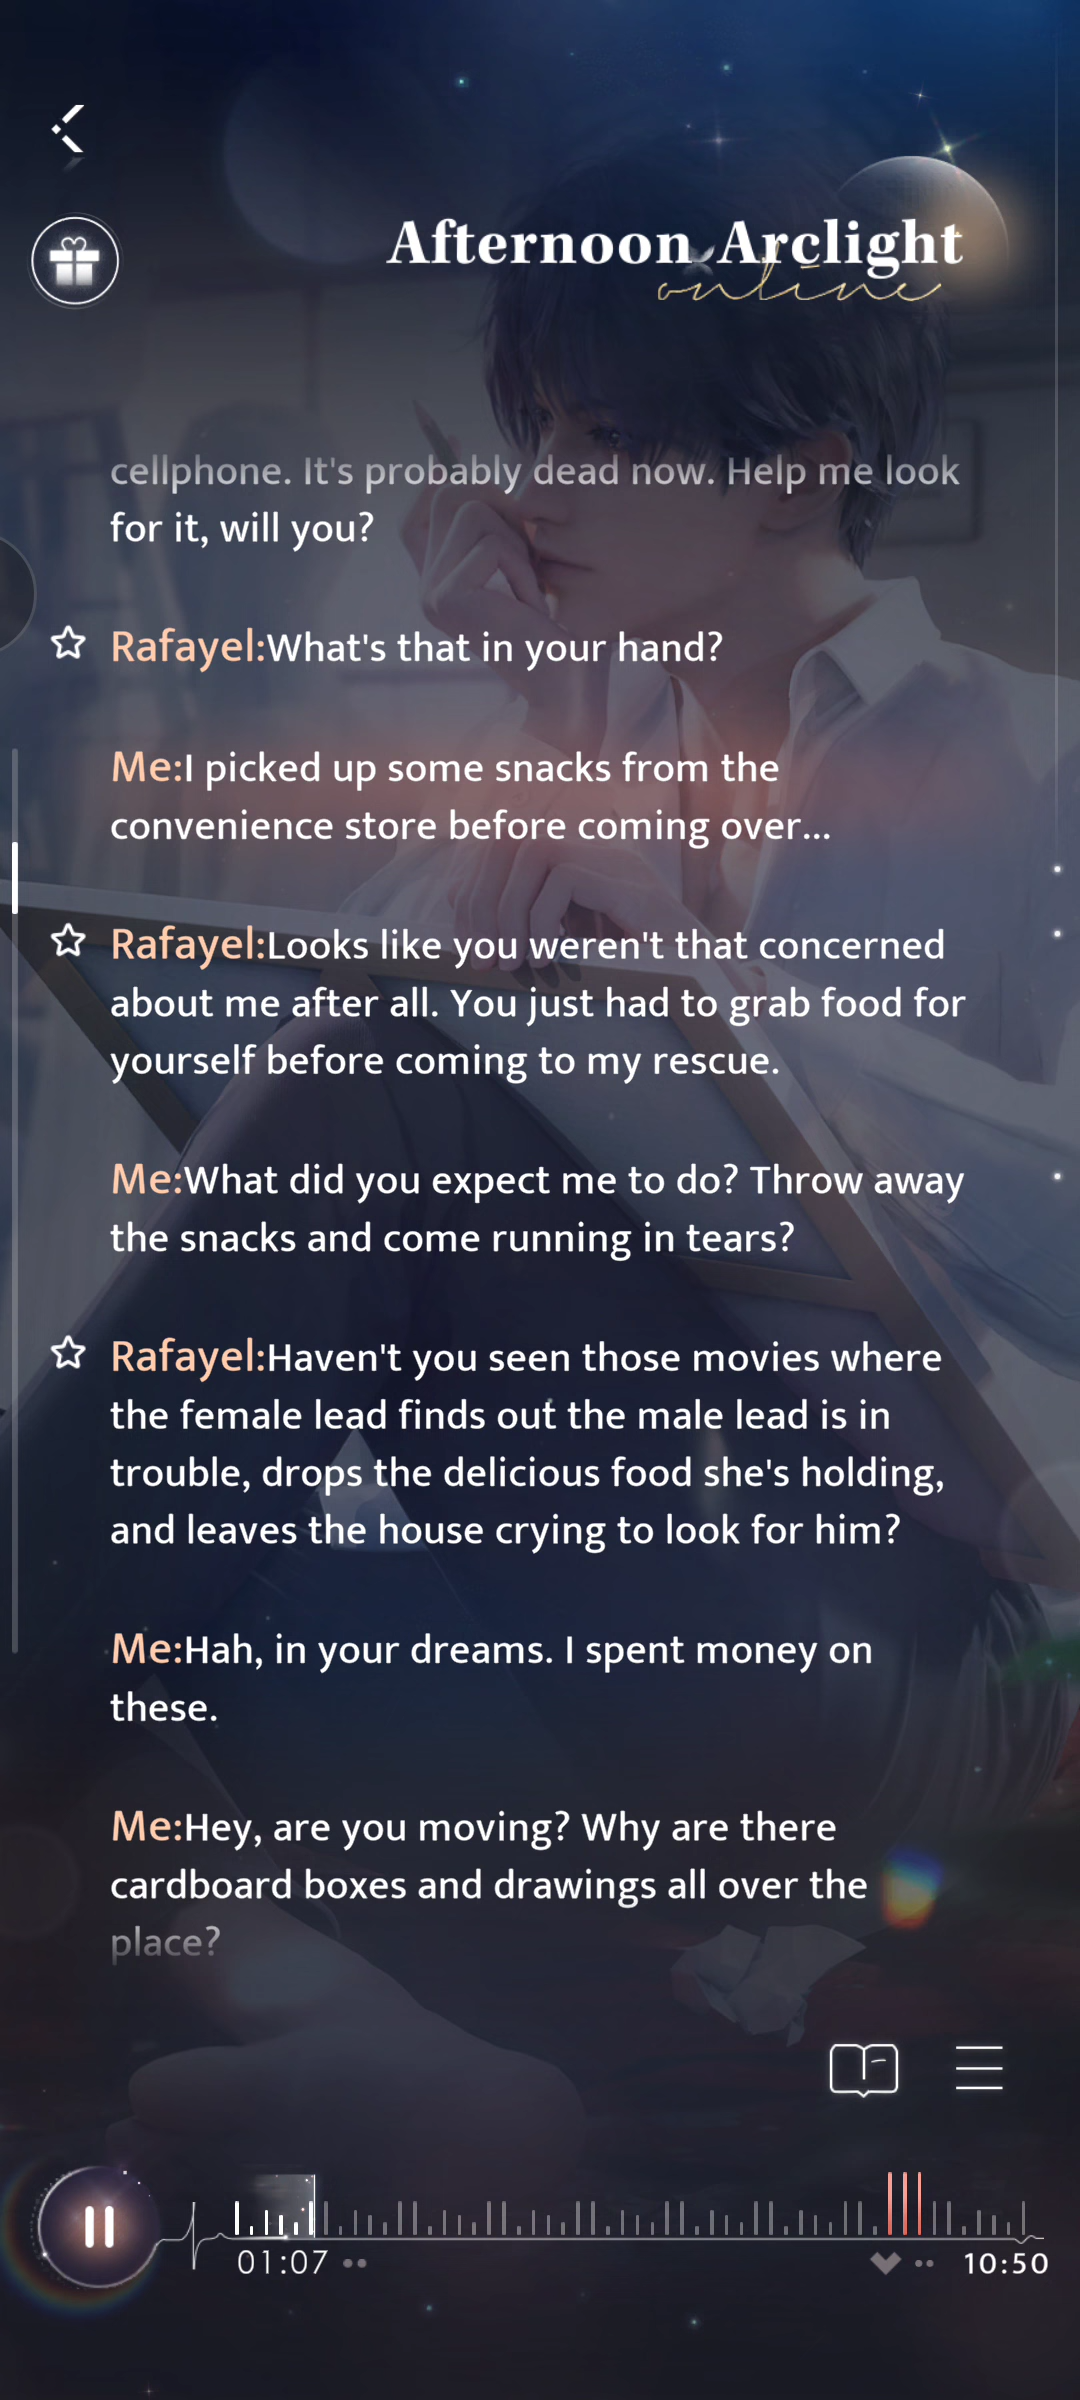 Afternoon Arclight
online
cellphone. It's probably dead now. Help me look
for it, will you?
Rafayel:What's that in your hand?
Me:I picked up some snacks from the
convenience store before coming over...
Rafayel:Looks like you weren't that concerned
about me after all. You just had to grab food for
yourself before coming to my rescue.
Me:What did you expect me to do? Throw away
the snacks and come running in tears?
Rafayel:Haven't you seen those movies where
the female lead finds out the male lead is in
trouble, drops the delicious food she's holding,
and leaves the house crying to look for him?
Me:Hah, in your dreams. I spent money on
these.
Me:Hey, are you moving? Why are there
cardboard boxes and drawings all over the
place?
01:07
10:50